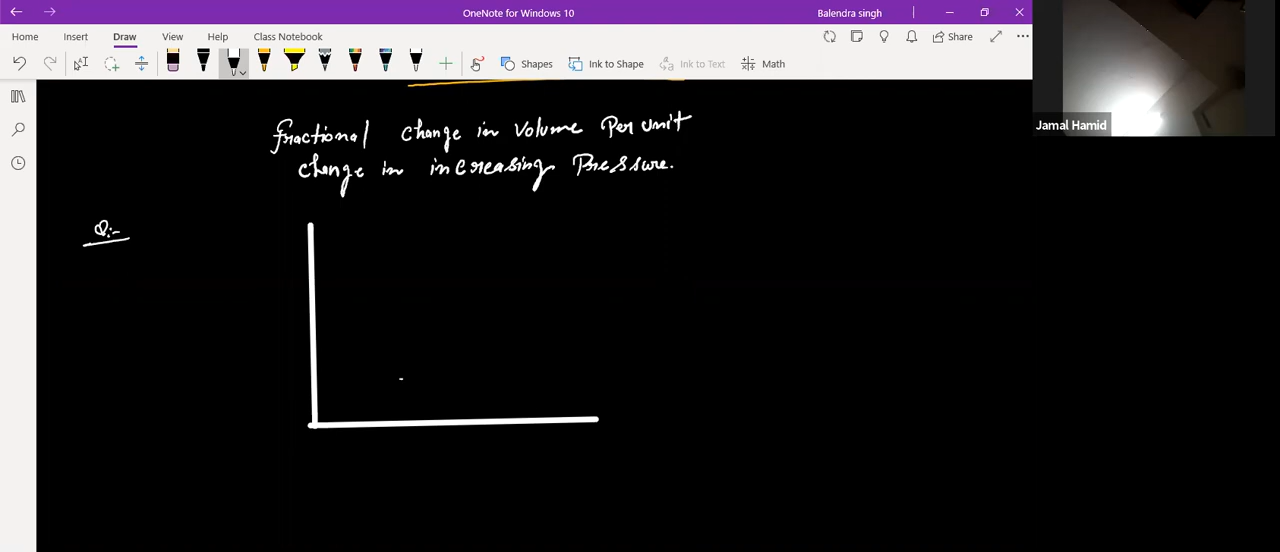 OneNote for Windows 10
Balendra singh
Home Insert Draw View Help Class Notebook Share
Shapes Ink to Shape Ink to Text Math
Jamal Hamid
fractional change in volume Per unit
change in increasing Pressure.
Q:-